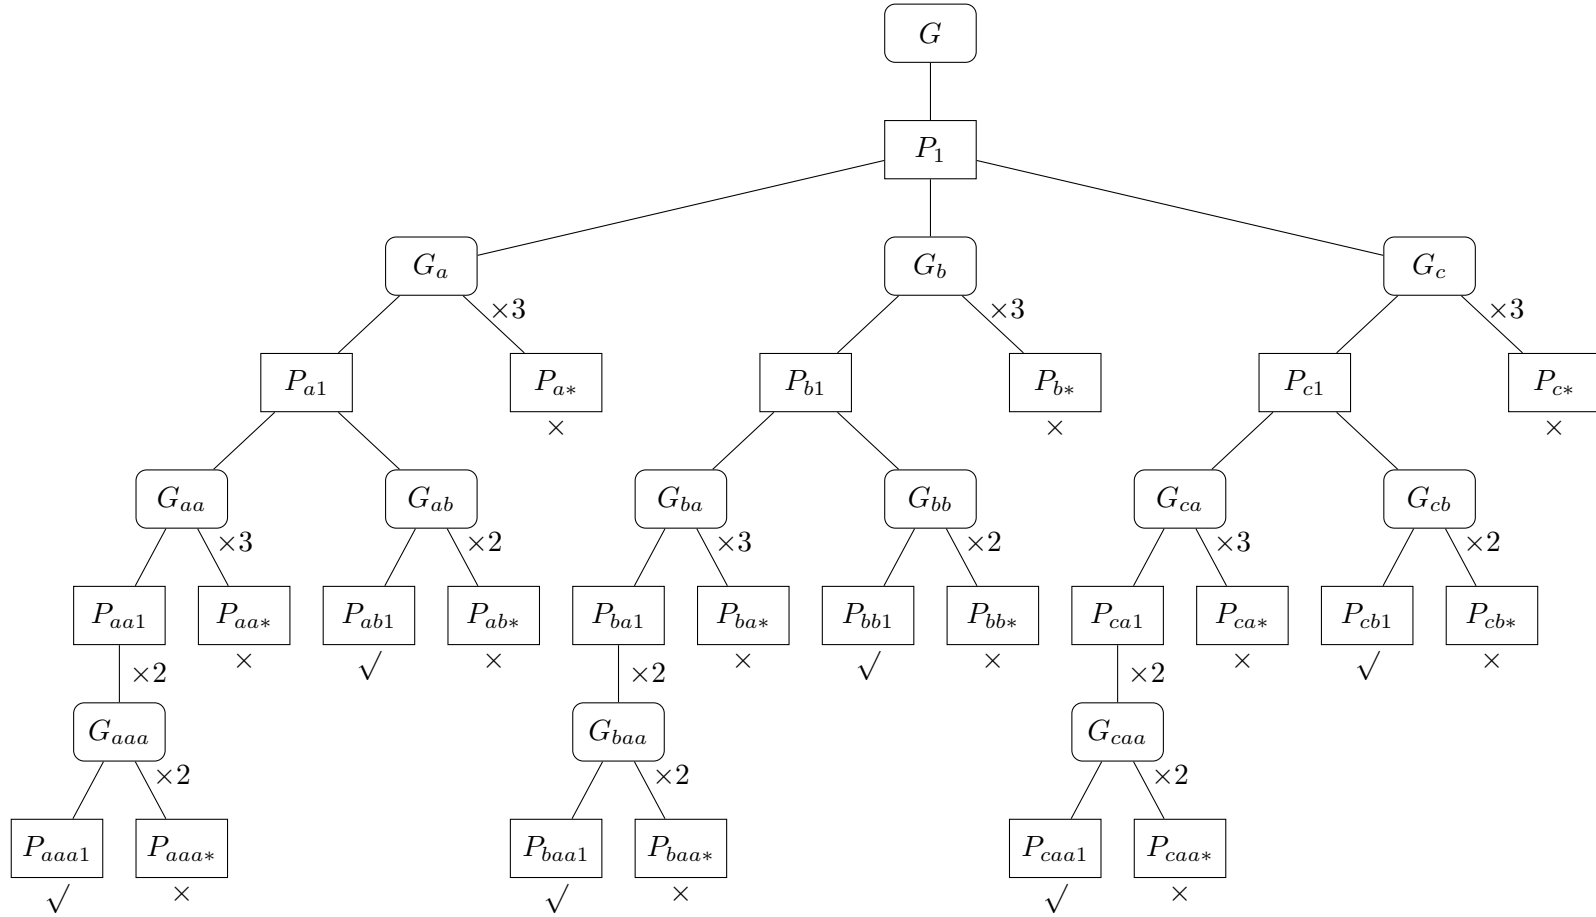 G
P₁
Gₐ G_b G_c
×3 ×3 ×3
P_{a1} P_{a*} P_{b1} P_{b*} P_{c1} P_{c*}
× × ×
G_{aa} G_{ab} G_{ba} G_{bb} G_{ca} G_{cb}
×3 ×2 ×3 ×2 ×3 ×2
P_{aa1} P_{aa*} P_{ab1} P_{ab*} P_{ba1} P_{ba*} P_{bb1} P_{bb*} P_{ca1} P_{ca*} P_{cb1} P_{cb*}
× √ × × √ × × √ ×
×2 ×2 ×2
G_{aaa} G_{baa} G_{caa}
×2 ×2 ×2
P_{aaa1} P_{aaa*} P_{baa1} P_{baa*} P_{caa1} P_{caa*}
√ × √ × √ ×